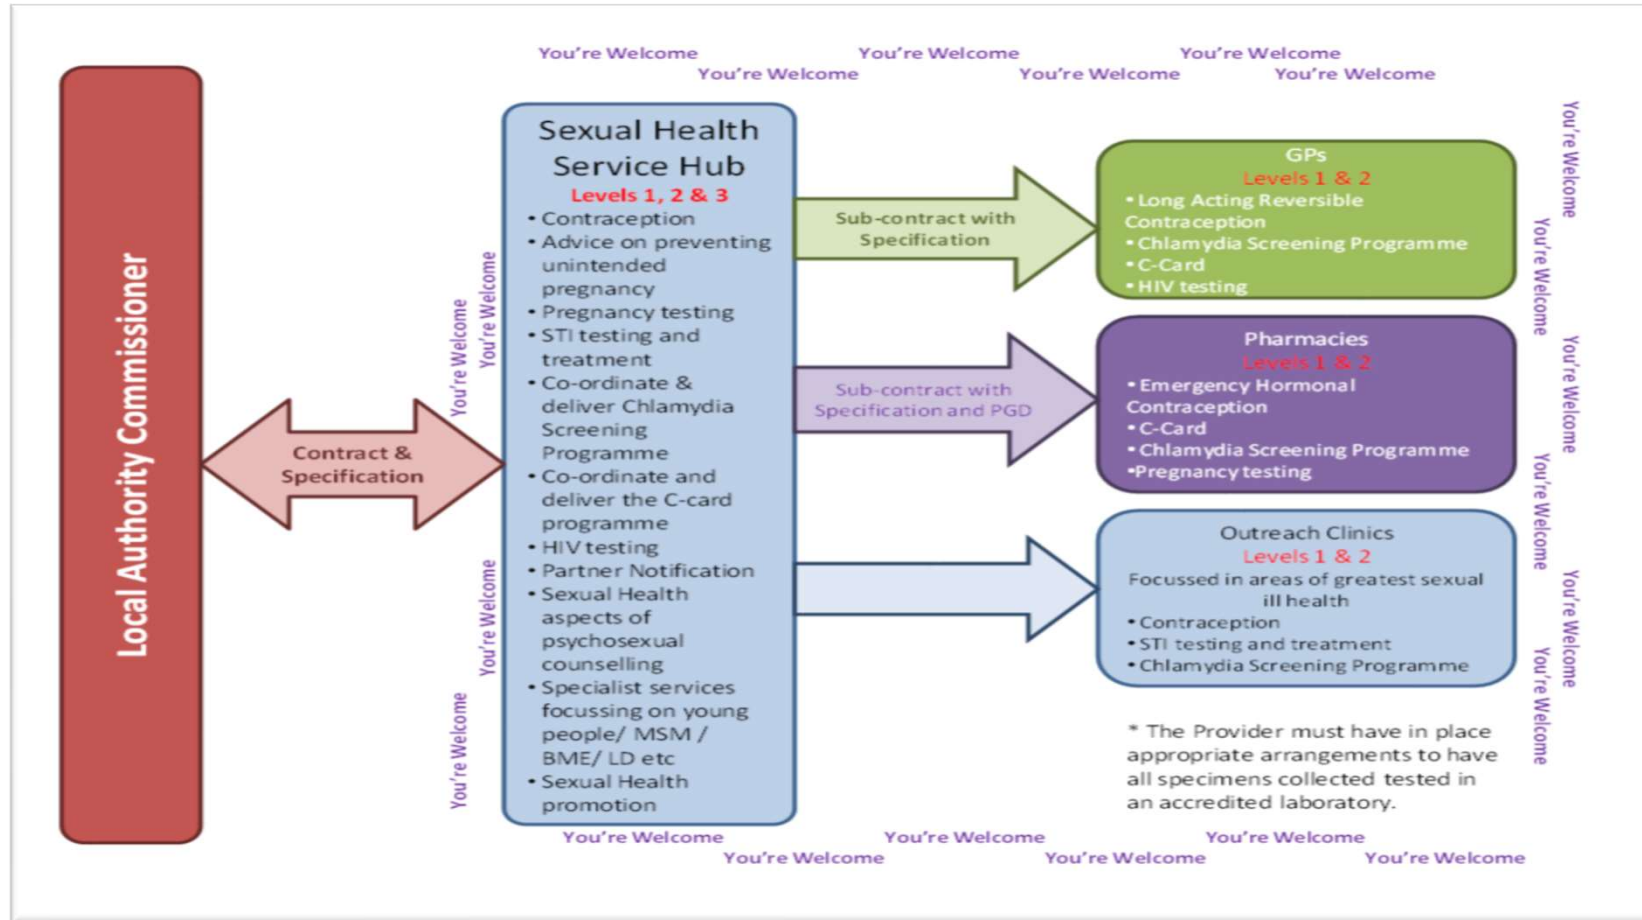 You're Welcome You're Welcome You're Welcome
You're Welcome You're Welcome You're Welcome
Local Authority Commissioner
Contract &
Specification
You're Welcome
You're Welcome
You're Welcome
You're Welcome
Sexual Health
Service Hub
Levels 1, 2 & 3
• Contraception
• Advice on preventing
unintended
pregnancy
• Pregnancy testing
• STI testing and
treatment
• Co-ordinate &
deliver Chlamydia
Screening
Programme
• Co-ordinate and
deliver the C-card
programme
• HIV testing
• Partner Notification
• Sexual Health
aspects of
psychosexual
counselling
• Specialist services
focussing on young
people/ MSM /
BME/ LD etc
• Sexual Health
promotion
Sub-contract with
Specification
Sub-contract with
Specification and PGD
GPs
Levels 1 & 2
• Long Acting Reversible
Contraception
• Chlamydia Screening Programme
• C-Card
• HIV testing
Pharmacies
Levels 1 & 2
• Emergency Hormonal
Contraception
• C-Card
• Chlamydia Screening Programme
•Pregnancy testing
Outreach Clinics
Levels 1 & 2
Focussed in areas of greatest sexual
ill health
• Contraception
• STI testing and treatment
• Chlamydia Screening Programme
* The Provider must have in place
appropriate arrangements to have
all specimens collected tested in
an accredited laboratory.
You're Welcome
You're Welcome
You're Welcome
You're Welcome
You're Welcome
You're Welcome
You're Welcome You're Welcome You're Welcome
You're Welcome You're Welcome You're Welcome